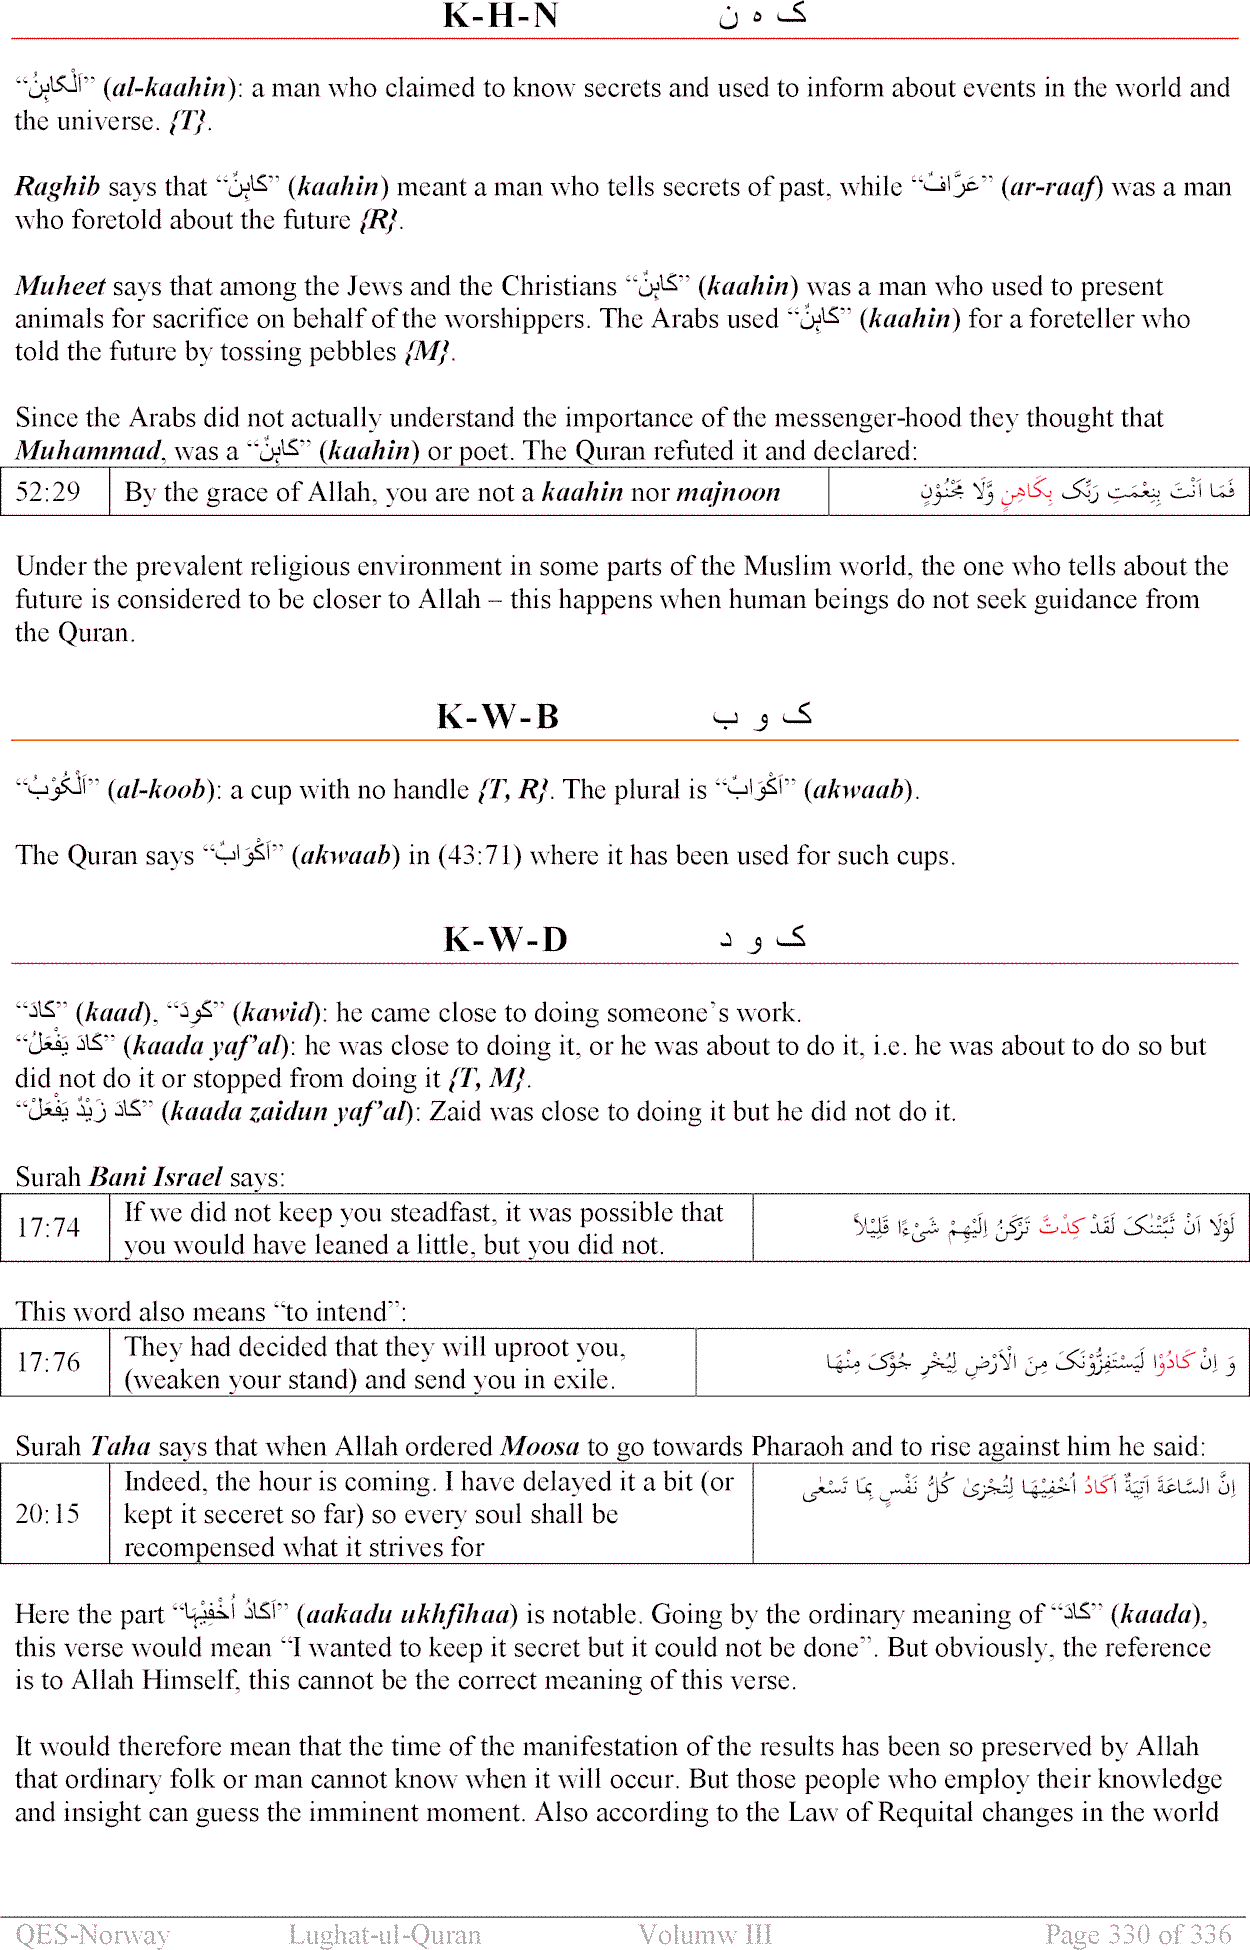 K-H-N ک ہ ن
“اَلْکَاہِنُ” (al-kaahin): a man who claimed to know secrets and used to inform about events in the world and
the universe. {T}.
Raghib says that “کَاہِنٌ” (kaahin) meant a man who tells secrets of past, while “عَرَّافٌ” (ar-raaf) was a man
who foretold about the future {R}.
Muheet says that among the Jews and the Christians “کَاہِنٌ” (kaahin) was a man who used to present
animals for sacrifice on behalf of the worshippers. The Arabs used “کَاہِنٌ” (kaahin) for a foreteller who
told the future by tossing pebbles {M}.
Since the Arabs did not actually understand the importance of the messenger-hood they thought that
Muhammad, was a “کَاہِنٌ” (kaahin) or poet. The Quran refuted it and declared:
52:29 By the grace of Allah, you are not a kaahin nor majnoon فَمَا اَنْتَ بِنِعْمَتِ رَبِّکَ بِکَاهِنٍ وَّلَا مَجْنُوْنٍ
Under the prevalent religious environment in some parts of the Muslim world, the one who tells about the
future is considered to be closer to Allah – this happens when human beings do not seek guidance from
the Quran.
K-W-B ک و ب
“اَلْکُوْبُ” (al-koob): a cup with no handle {T, R}. The plural is “اَکْوَابٌ” (akwaab).
The Quran says “اَکْوَابٌ” (akwaab) in (43:71) where it has been used for such cups.
K-W-D ک و د
“کَادَ” (kaad), “کَوِدَ” (kawid): he came close to doing someone’s work.
“کَادَ یَفْعَلُ” (kaada yaf’al): he was close to doing it, or he was about to do it, i.e. he was about to do so but
did not do it or stopped from doing it {T, M}.
“کَادَ زَیْدٌ یَفْعَلْ” (kaada zaidun yaf’al): Zaid was close to doing it but he did not do it.
Surah Bani Israel says:
17:74 If we did not keep you steadfast, it was possible that لَوْلَا اَنْ ثَبَّتْنٰکَ لَقَدْ کِدْتَّ تَرْکَنُ اِلَیْهِمْ شَیْءًا قَلِیْلاً
you would have leaned a little, but you did not.
This word also means “to intend”:
17:76 They had decided that they will uproot you, وَ اِنْ کَادُوْا لَیَسْتَفِزُّوْنَکَ مِنَ الْاَرْضِ لِیُخْرِ جُوْکَ مِنْهَا
(weaken your stand) and send you in exile.
Surah Taha says that when Allah ordered Moosa to go towards Pharaoh and to rise against him he said:
20:15 Indeed, the hour is coming. I have delayed it a bit (or اِنَّ السَّاعَةَ اٰتِیَةٌ اَکَادُ اُخْفِیْهَا لِتُجْزٰی کُلُّ نَفْسٍ بِمَا تَسْعٰی
kept it seceret so far) so every soul shall be
recompensed what it strives for
Here the part “اَکَادُ اُخْفِیْہَا” (aakadu ukhfihaa) is notable. Going by the ordinary meaning of “کَادَ” (kaada),
this verse would mean “I wanted to keep it secret but it could not be done”. But obviously, the reference
is to Allah Himself, this cannot be the correct meaning of this verse.
It would therefore mean that the time of the manifestation of the results has been so preserved by Allah
that ordinary folk or man cannot know when it will occur. But those people who employ their knowledge
and insight can guess the imminent moment. Also according to the Law of Requital changes in the world
QES-Norway Lughat-ul-Quran Volumw III Page 330 of 336